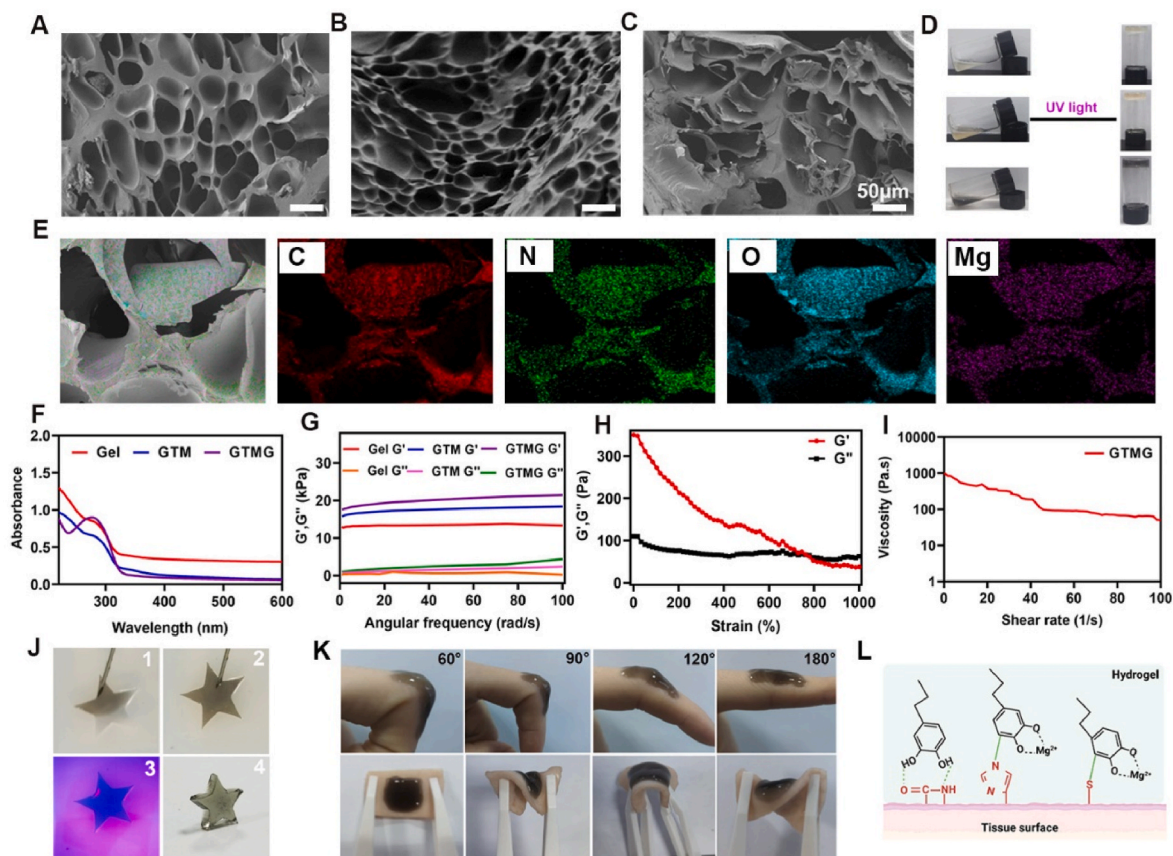 A
B
C
D
50μm
UV light
E
C
N
O
Mg
F
2.0
1.5
1.0
0.5
0.0
Absorbance
Gel GTM GTMG
300 400 500 600
Wavelength (nm)
G
G',G'' (kPa)
Gel G' GTM G' GTMG G'
Gel G'' GTM G'' GTMG G''
30
20
10
0
0 20 40 60 80 100
Angular frequency (rad/s)
H
G',G'' (Pa)
G'
G''
300
200
100
0
0 200 400 600 800 1000
Strain (%)
I
Viscosity (Pa.s)
GTMG
10000
1000
100
10
1
0 20 40 60 80 100
Shear rate (1/s)
J
1
2
3
4
K
60°
90°
120°
180°
L
Hydrogel
HO OH
O C NH
N
N
O
O
Mg²⁺
S
O
O
Mg²⁺
Tissue surface